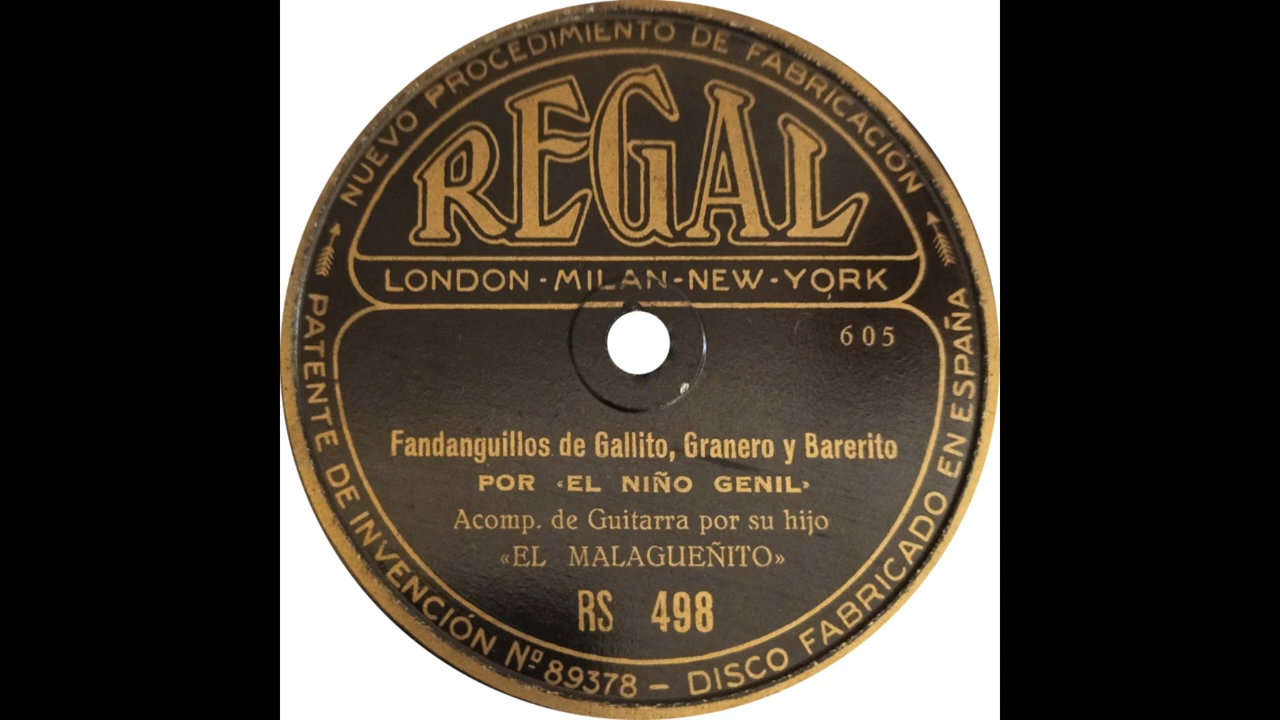 NUEVO PROCEDIMIENTO DE FABRICACIÓN
REGAL
LONDON - MILAN - NEW - YORK
605
Fandanguillos de Gallito, Granero y Barerito
POR «EL NIÑO GENIL»
Acomp. de Guitarra por su hijo
«EL MALAGUEÑITO»
RS 498
PATENTE DE INVENCIÓN Nº 89378 — DISCO FABRICADO EN ESPAÑA